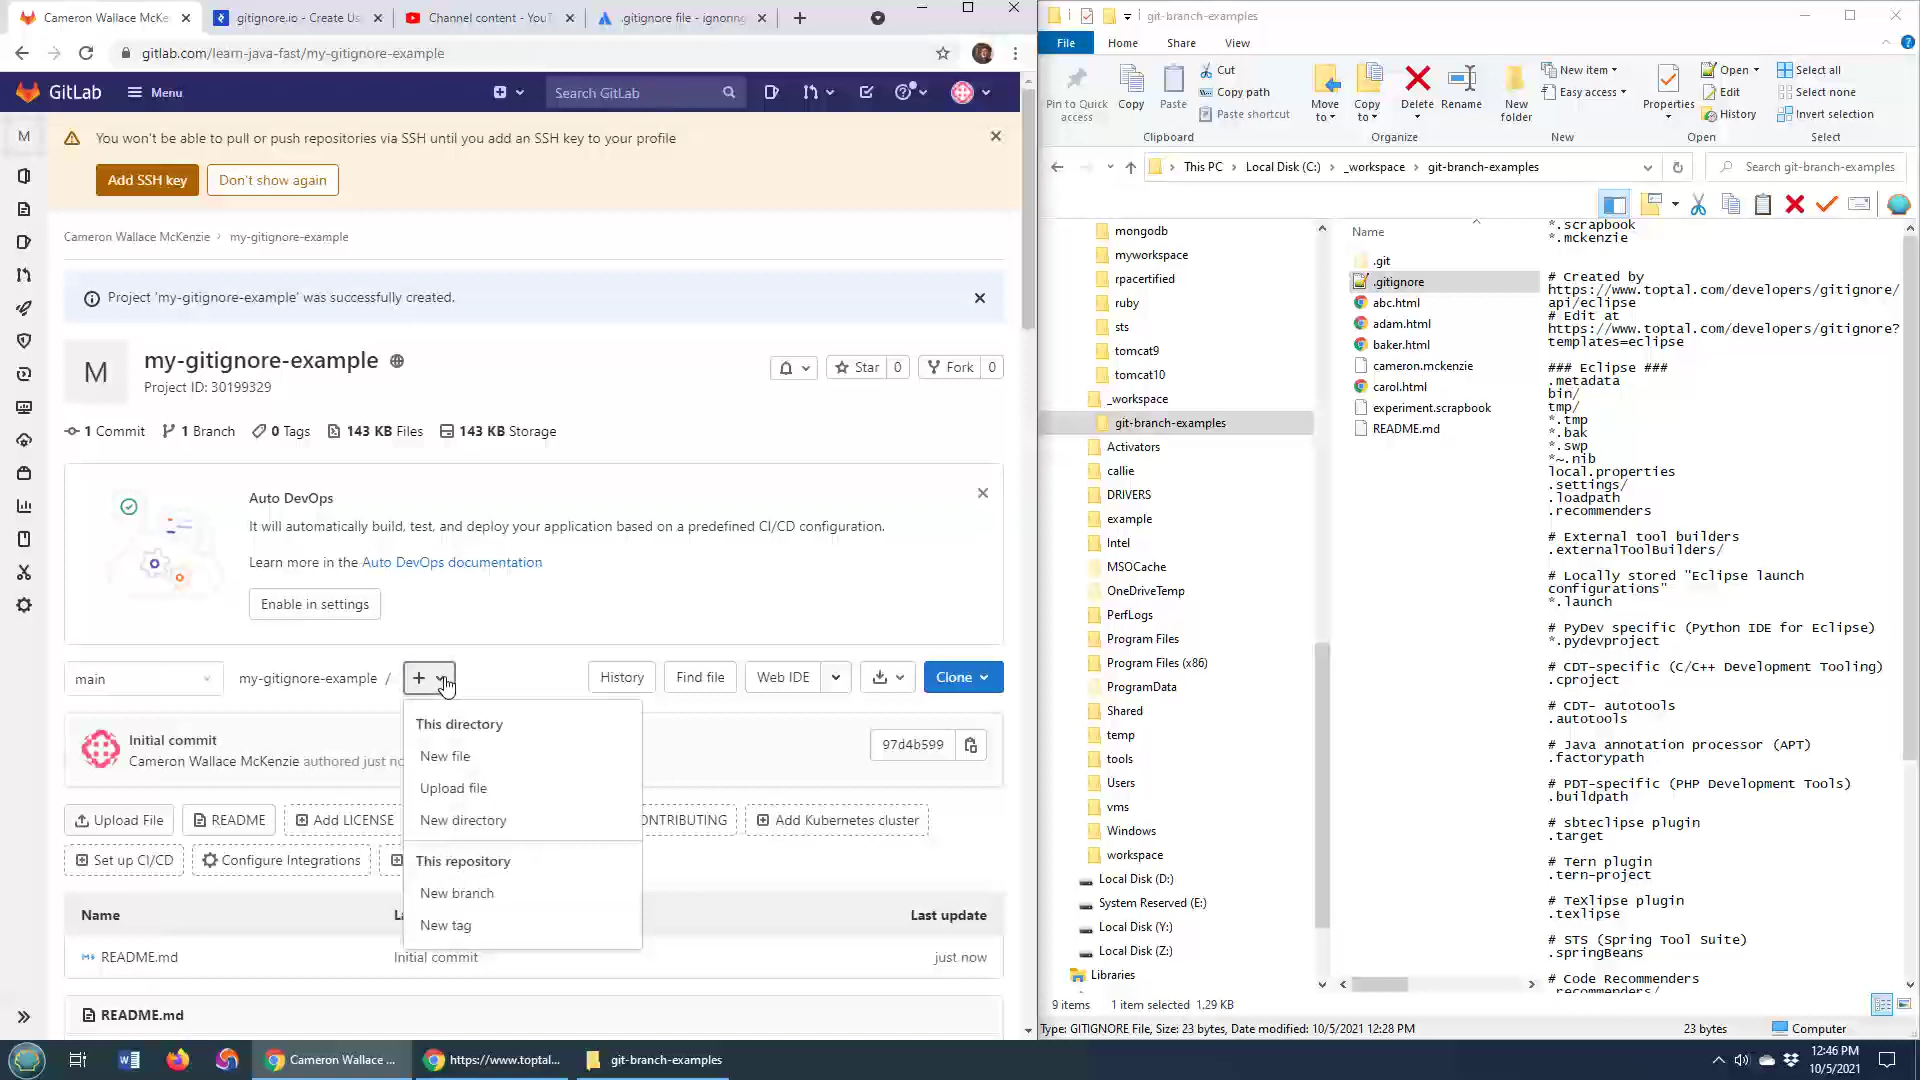 Cameron Wallace McKen
gitignore.io - Create Us
Channel content - YouT
.gitignore file - ignoring
gitlab.com/learn-java-fast/my-gitignore-example
GitLab
Menu
Search GitLab
M
You won't be able to pull or push repositories via SSH until you add an SSH key to your profile
Add SSH key
Don't show again
Cameron Wallace McKenzie › my-gitignore-example
Project 'my-gitignore-example' was successfully created.
M
my-gitignore-example
Project ID: 30199329
Star 0
Fork 0
1 Commit
1 Branch
0 Tags
143 KB Files
143 KB Storage
Auto DevOps
It will automatically build, test, and deploy your application based on a predefined CI/CD configuration.
Learn more in the Auto DevOps documentation
Enable in settings
main
my-gitignore-example /
History
Find file
Web IDE
Clone
Initial commit
Cameron Wallace McKenzie authored just no
97d4b599
This directory
New file
Upload file
New directory
This repository
New branch
New tag
Upload File
README
Add LICENSE
ONTRIBUTING
Add Kubernetes cluster
Set up CI/CD
Configure Integrations
Name
La
Last update
README.md
Initial commit
just now
README.md
git-branch-examples
File
Home
Share
View
Pin to Quick access
Copy
Paste
Cut
Copy path
Paste shortcut
Clipboard
Move to
Copy to
Delete
Rename
Organize
New folder
New item
Easy access
New
Properties
Open
Edit
History
Open
Select all
Select none
Invert selection
Select
This PC › Local Disk (C:) › _workspace › git-branch-examples
Search git-branch-examples
mongodb
myworkspace
rpacertified
ruby
sts
tomcat9
tomcat10
_workspace
git-branch-examples
Activators
callie
DRIVERS
example
Intel
MSOCache
OneDriveTemp
PerfLogs
Program Files
Program Files (x86)
ProgramData
Shared
temp
tools
Users
vms
Windows
workspace
Local Disk (D:)
System Reserved (E:)
Local Disk (Y:)
Local Disk (Z:)
Libraries
Name
.git
.gitignore
abc.html
adam.html
baker.html
cameron.mckenzie
carol.html
experiment.scrapbook
README.md
*.scrapbook
*.mckenzie
# Created by
https://www.toptal.com/developers/gitignore/
api/eclipse
# Edit at
https://www.toptal.com/developers/gitignore?
templates=eclipse
### Eclipse ###
.metadata
bin/
tmp/
*.tmp
*.bak
*.swp
*~.nib
local.properties
.settings/
.loadpath
.recommenders
# External tool builders
.externalToolBuilders/
# Locally stored "Eclipse launch
configurations"
*.launch
# PyDev specific (Python IDE for Eclipse)
*.pydevproject
# CDT-specific (C/C++ Development Tooling)
.cproject
# CDT- autotools
.autotools
# Java annotation processor (APT)
.factorypath
# PDT-specific (PHP Development Tools)
.buildpath
# sbteclipse plugin
.target
# Tern plugin
.tern-project
# TeXlipse plugin
.texlipse
# STS (Spring Tool Suite)
.springBeans
# Code Recommenders
.recommenders/
9 items
1 item selected 1.29 KB
Type: GITIGNORE File, Size: 23 bytes, Date modified: 10/5/2021 12:28 PM
23 bytes
Computer
Cameron Wallace ...
https://www.toptal...
git-branch-examples
12:46 PM
10/5/2021